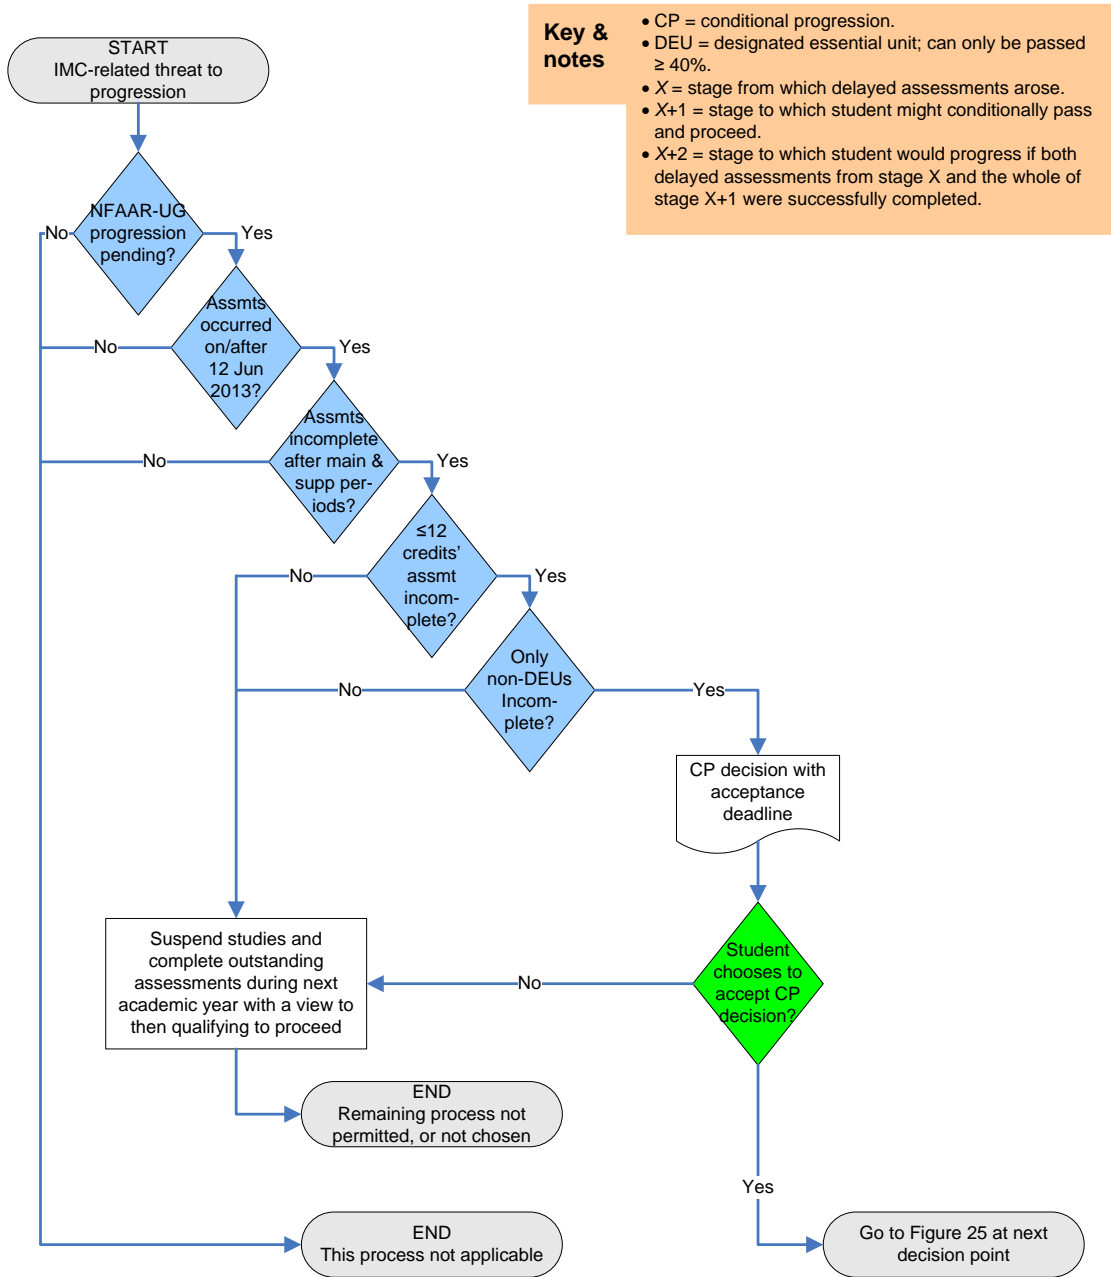 Key &
notes
• CP = conditional progression.
• DEU = designated essential unit; can only be passed
≥ 40%.
• X = stage from which delayed assessments arose.
• X+1 = stage to which student might conditionally pass
and proceed.
• X+2 = stage to which student would progress if both
delayed assessments from stage X and the whole of
stage X+1 were successfully completed.
START
IMC-related threat to
progression
NFAAR-UG
progression
pending?
No
Yes
Assmts
occurred
on/after
12 Jun
2013?
No
Yes
Assmts
incomplete
after main &
supp per-
iods?
No
Yes
≤12
credits’
assmt
incom-
plete?
No
Yes
Only
non-DEUs
Incom-
plete?
No
Yes
CP decision with
acceptance
deadline
Student
chooses to
accept CP
decision?
No
Suspend studies and
complete outstanding
assessments during next
academic year with a view to
then qualifying to proceed
END
Remaining process not
permitted, or not chosen
Yes
END
This process not applicable
Go to Figure 25 at next
decision point